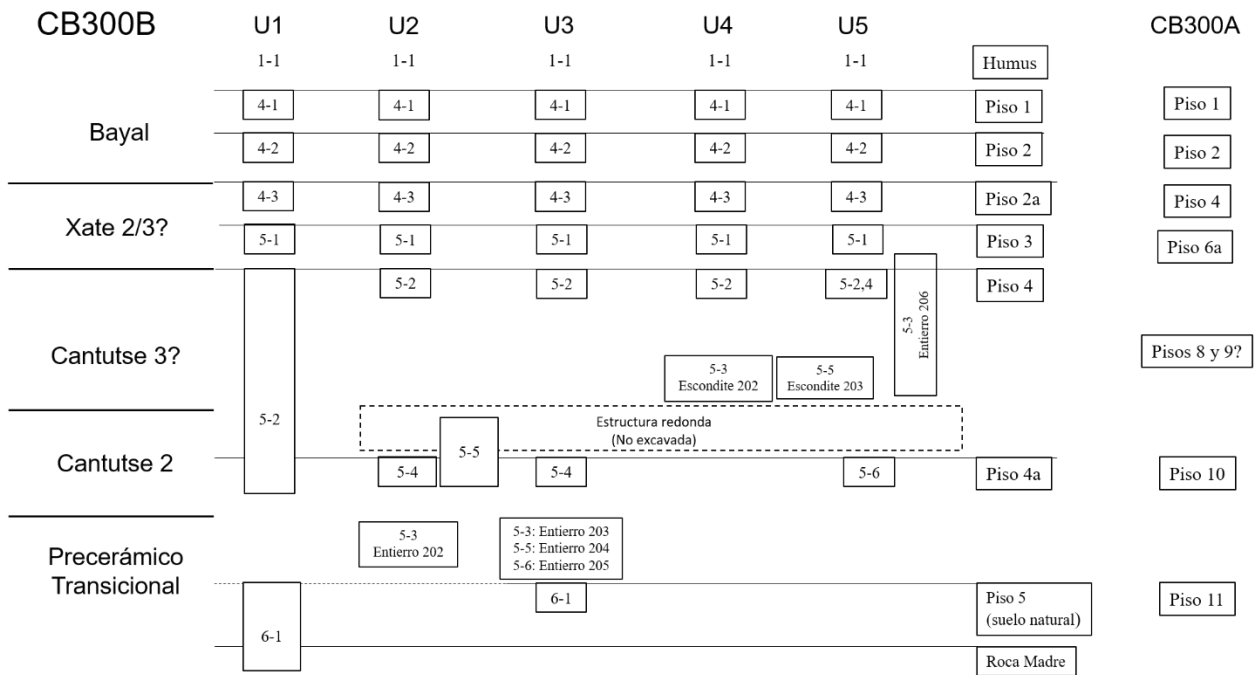 CB300B U1 U2 U3 U4 U5 CB300A
1-1 1-1 1-1 1-1 1-1 Humus
4-1 4-1 4-1 4-1 4-1 Piso 1 Piso 1
Bayal
4-2 4-2 4-2 4-2 4-2 Piso 2 Piso 2
4-3 4-3 4-3 4-3 4-3 Piso 2a Piso 4
Xate 2/3?
5-1 5-1 5-1 5-1 5-1 Piso 3 Piso 6a
5-2 5-2 5-2 5-2,4 Piso 4
5-3
Entierro 206
Cantutse 3?
Pisos 8 y 9?
5-3
Escondite 202
5-5
Escondite 203
5-2
Estructura redonda
(No excavada)
Cantutse 2
5-5
5-4 5-4 5-6 Piso 4a Piso 10
Precerámico
Transicional
5-3
Entierro 202
5-3: Entierro 203
5-5: Entierro 204
5-6: Entierro 205
6-1
6-1
Piso 5
(suelo natural)
Piso 11
Roca Madre